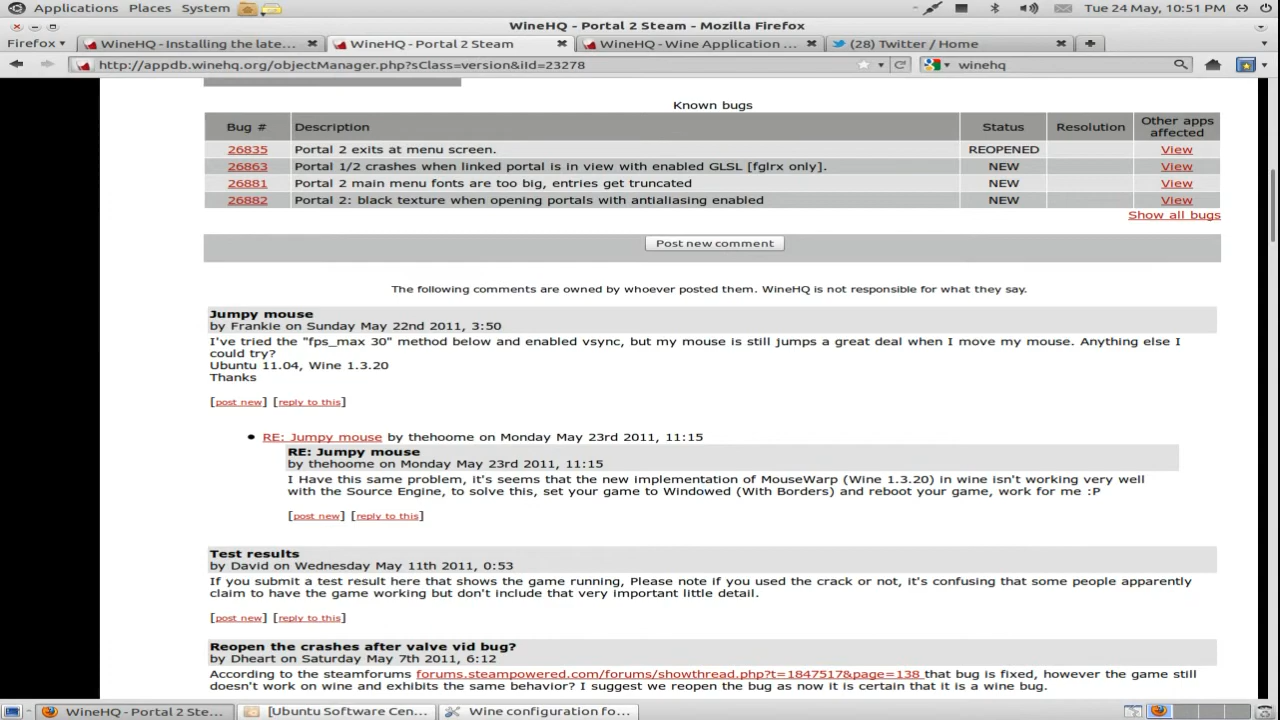 Applications Places System Tue 24 May, 10:51 PM
WineHQ - Portal 2 Steam - Mozilla Firefox
Firefox WineHQ - Installing the late... WineHQ - Portal 2 Steam WineHQ - Wine Application ... (28) Twitter / Home
http://appdb.winehq.org/objectManager.php?sClass=version&iId=23278 winehq
Known bugs
Bug # Description Status Resolution Other apps affected
26835 Portal 2 exits at menu screen. REOPENED View
26863 Portal 1/2 crashes when linked portal is in view with enabled GLSL [fglrx only]. NEW View
26881 Portal 2 main menu fonts are too big, entries get truncated NEW View
26882 Portal 2: black texture when opening portals with antialiasing enabled NEW View
Show all bugs
Post new comment
The following comments are owned by whoever posted them. WineHQ is not responsible for what they say.
Jumpy mouse
by Frankie on Sunday May 22nd 2011, 3:50
I've tried the "fps_max 30" method below and enabled vsync, but my mouse is still jumps a great deal when I move my mouse. Anything else I
could try?
Ubuntu 11.04, Wine 1.3.20
Thanks
[post new] [reply to this]
• RE: Jumpy mouse by thehoome on Monday May 23rd 2011, 11:15
RE: Jumpy mouse
by thehoome on Monday May 23rd 2011, 11:15
I Have this same problem, it's seems that the new implementation of MouseWarp (Wine 1.3.20) in wine isn't working very well
with the Source Engine, to solve this, set your game to Windowed (With Borders) and reboot your game, work for me :P
[post new] [reply to this]
Test results
by David on Wednesday May 11th 2011, 0:53
If you submit a test result here that shows the game running, Please note if you used the crack or not, it's confusing that some people apparently
claim to have the game working but don't include that very important little detail.
[post new] [reply to this]
Reopen the crashes after valve vid bug?
by Dheart on Saturday May 7th 2011, 6:12
According to the steamforums forums.steampowered.com/forums/showthread.php?t=1847517&page=138 that bug is fixed, however the game still
doesn't work on wine and exhibits the same behavior? I suggest we reopen the bug as now it is certain that it is a wine bug.
WineHQ - Portal 2 Ste... [Ubuntu Software Cen... Wine configuration fo...